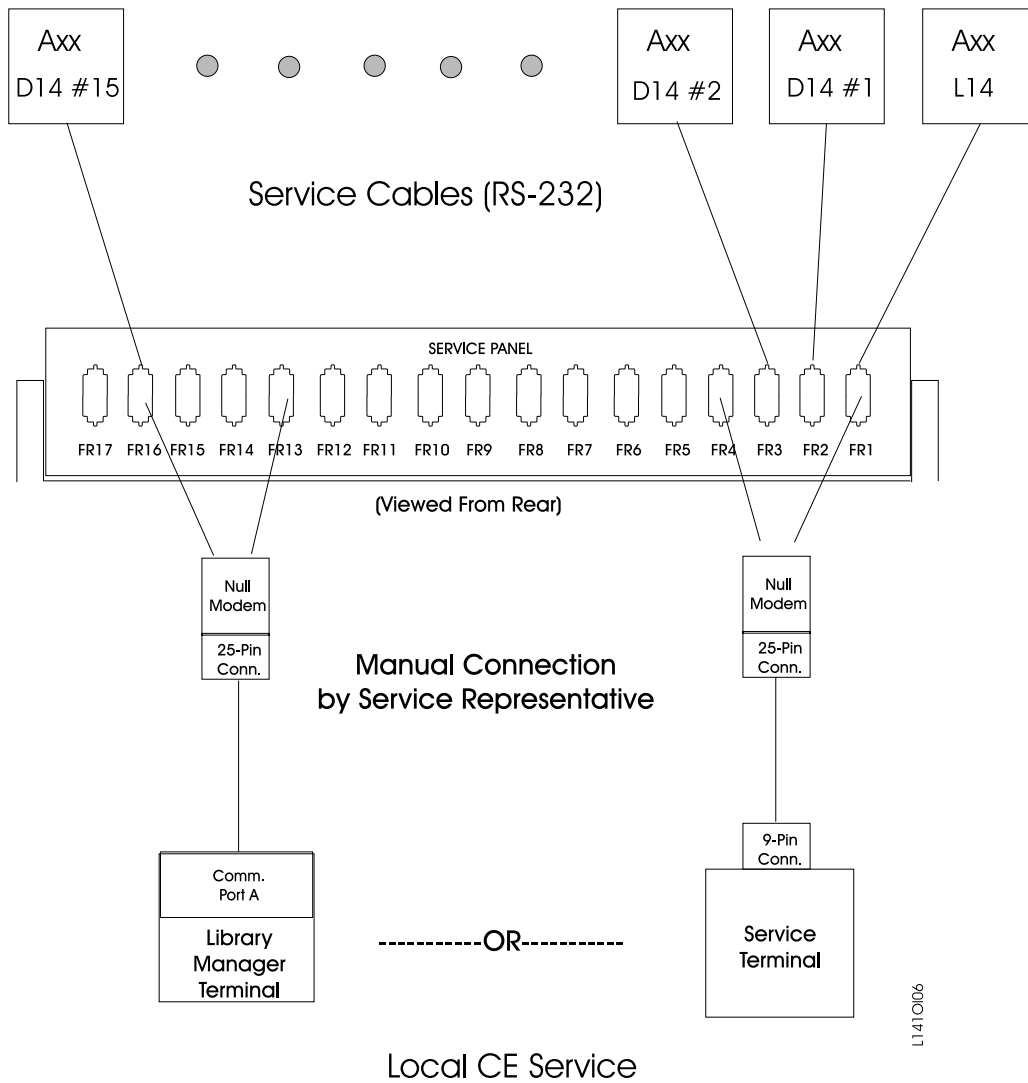 Axx
D14 #15
Axx
D14 #2
Axx
D14 #1
Axx
L14
Service Cables (RS-232)
SERVICE PANEL
FR17 FR16 FR15 FR14 FR13 FR12 FR11 FR10 FR9 FR8 FR7 FR6 FR5 FR4 FR3 FR2 FR1
(Viewed From Rear)
Null
Modem
25-Pin
Conn.
Null
Modem
25-Pin
Conn.
Manual Connection
by Service Representative
Comm.
Port A
Library
Manager
Terminal
----------OR----------
9-Pin
Conn.
Service
Terminal
L141OI06
Local CE Service